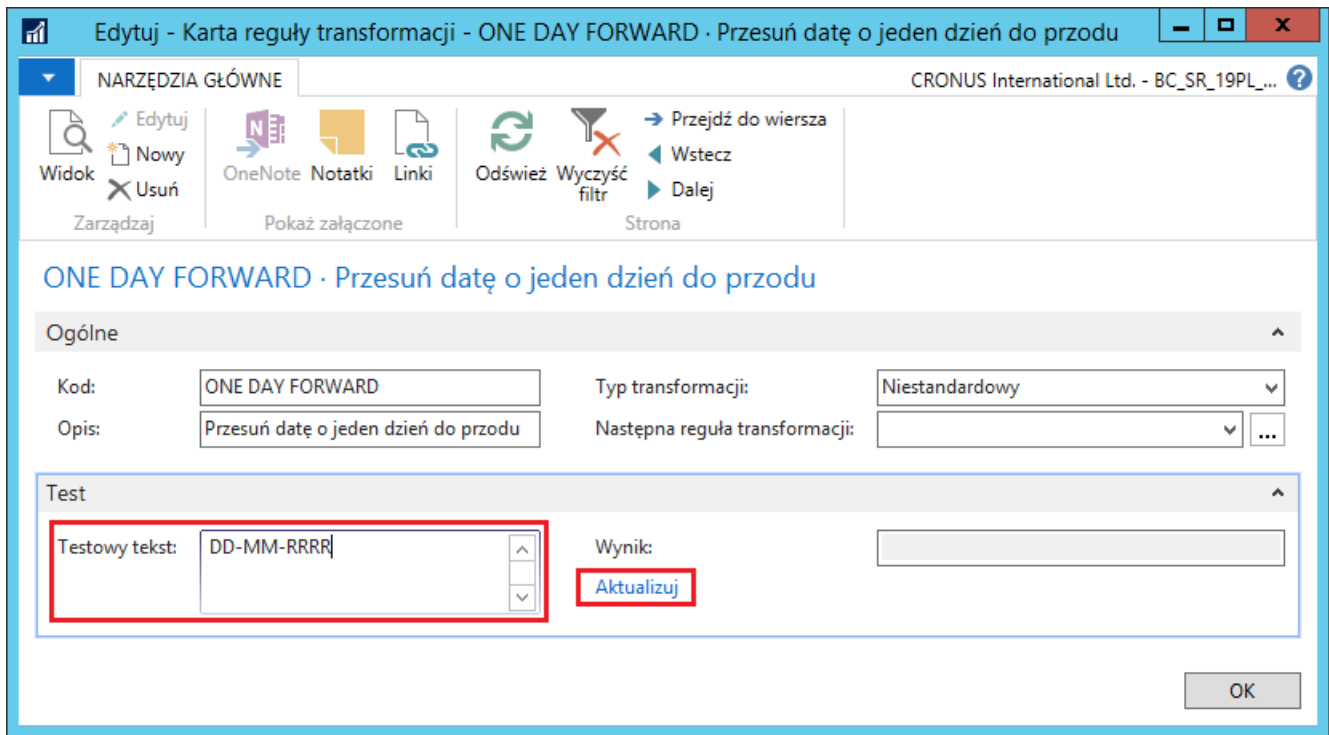 Edytuj - Karta reguły transformacji - ONE DAY FORWARD · Przesuń datę o jeden dzień do przodu
NARZĘDZIA GŁÓWNE
CRONUS International Ltd. - BC_SR_19PL_... ?
Widok
Edytuj
Nowy
Usuń
Zarządzaj
OneNote
Notatki
Linki
Pokaż załączone
Odśwież
Wyczyść
filtr
Przejdź do wiersza
Wstecz
Dalej
Strona
ONE DAY FORWARD · Przesuń datę o jeden dzień do przodu
Ogólne
Kod: ONE DAY FORWARD
Typ transformacji: Niestandardowy
Opis: Przesuń datę o jeden dzień do przodu
Następna reguła transformacji: ...
Test
Testowy tekst: DD-MM-RRRR
Wynik:
Aktualizuj
OK